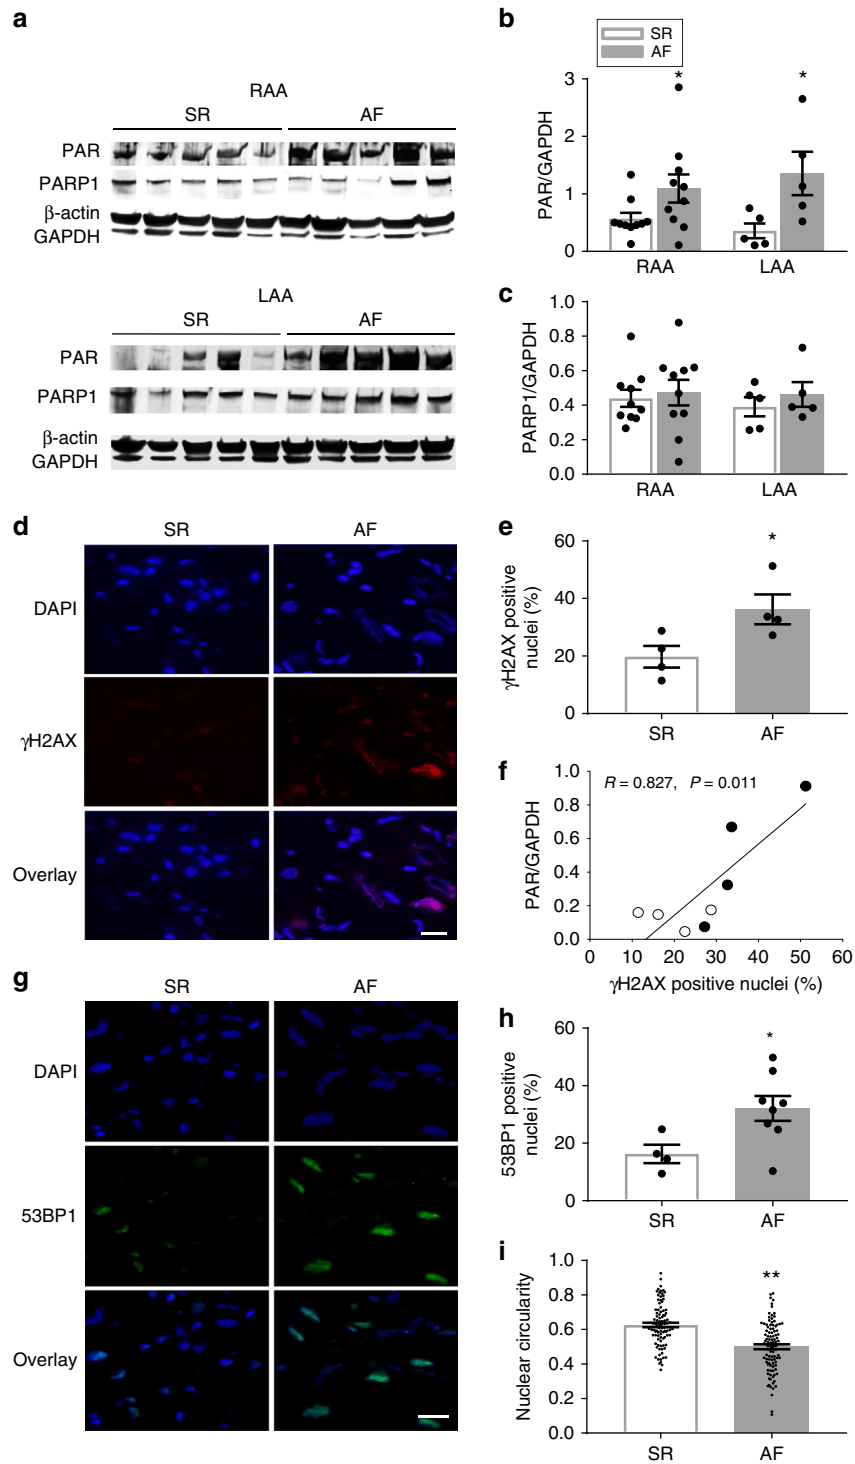 a
RAA
SR AF
PAR
PARP1
β-actin
GAPDH
LAA
SR AF
PAR
PARP1
β-actin
GAPDH
b
SR
AF
PAR/GAPDH
3
2
1
0
* *
RAA LAA
c
PARP1/GAPDH
1.0
0.8
0.6
0.4
0.2
0.0
RAA LAA
d
SR AF
DAPI
γH2AX
Overlay
e
γH2AX positive
nuclei (%)
60
40
20
0
*
SR AF
f
R = 0.827, P = 0.011
PAR/GAPDH
1.0
0.8
0.6
0.4
0.2
0.0
0 10 20 30 40 50 60
γH2AX positive nuclei (%)
g
SR AF
DAPI
53BP1
Overlay
h
53BP1 positive
nuclei (%)
60
40
20
0
*
SR AF
i
Nuclear circularity
1.0
0.8
0.6
0.4
0.2
0.0
**
SR AF